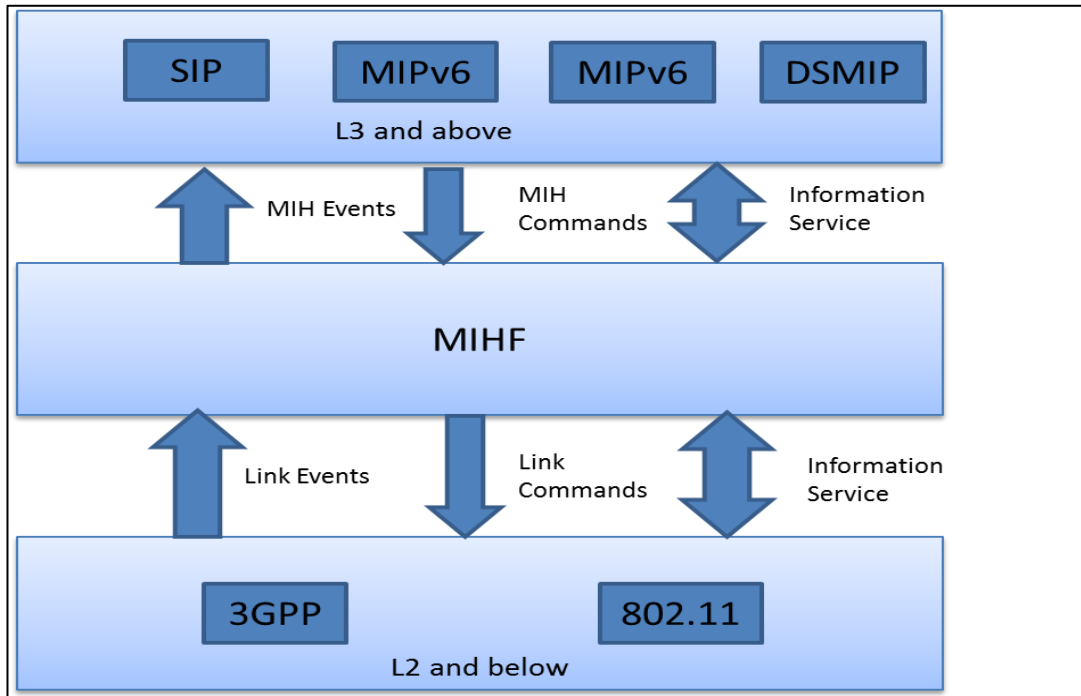 SIP
MIPv6
MIPv6
DSMIP
L3 and above
MIH Events
MIH
Commands
Information
Service
MIHF
Link Events
Link
Commands
Information
Service
3GPP
802.11
L2 and below